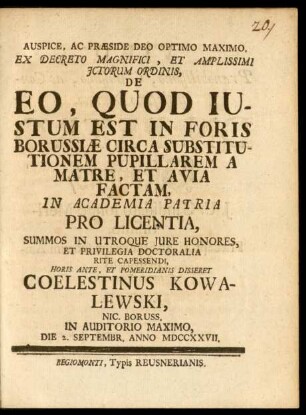 20,
AUSPICE, AC PRÆSIDE DEO OPTIMO MAXIMO.
EX DECRETO MAGNIFICI, ET AMPLISSIMI
JCTORUM ORDINIS,
DE
EO, QUOD IU-
STUM EST IN FORIS
BORUSSIÆ CIRCA SUBSTITU-
TIONEM PUPILLAREM A
MATRE, ET AVIA
FACTAM,
IN ACADEMIA PATRIA
PRO LICENTIA,
SUMMOS IN UTROQUE JURE HONORES,
ET PRIVILEGIA DOCTORALIA
RITE CAPESSENDI,
HORIS ANTE, ET POMERIDIANIS DISSERET
COELESTINUS KOWA-
LEWSKI,
NIC. BORUSS.
IN AUDITORIO MAXIMO,
DIE 2. SEPTEMBR. ANNO MDCCXXVII.
REGIOMONTI, Typis REUSNERIANIS.